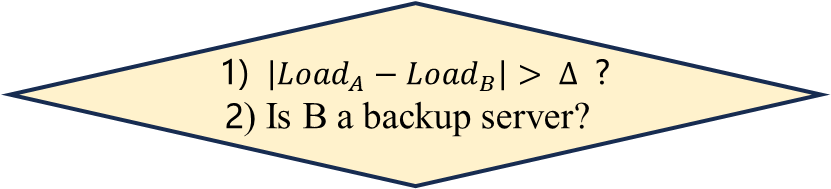 1) |Load_A − Load_B| > Δ ?
2) Is B a backup server?